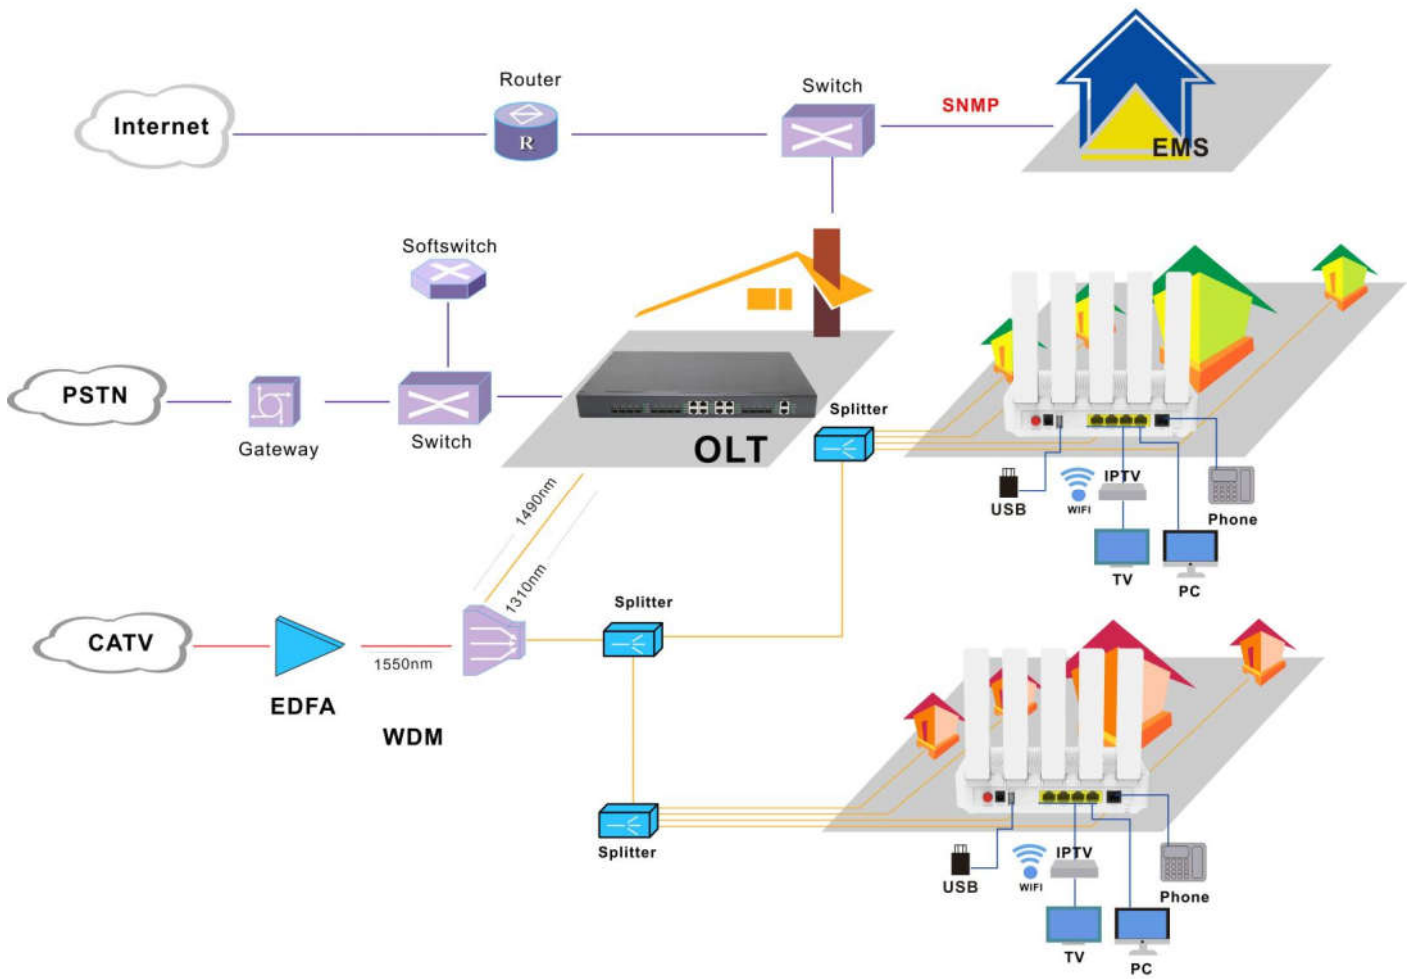 Router
Switch
Internet
R
SNMP
EMS
Softswitch
PSTN
Gateway
Switch
OLT
Splitter
USB
WIFI
IPTV
Phone
TV
PC
1490nm
1310nm
CATV
EDFA
1550nm
WDM
Splitter
Splitter
USB
WIFI
IPTV
Phone
TV
PC